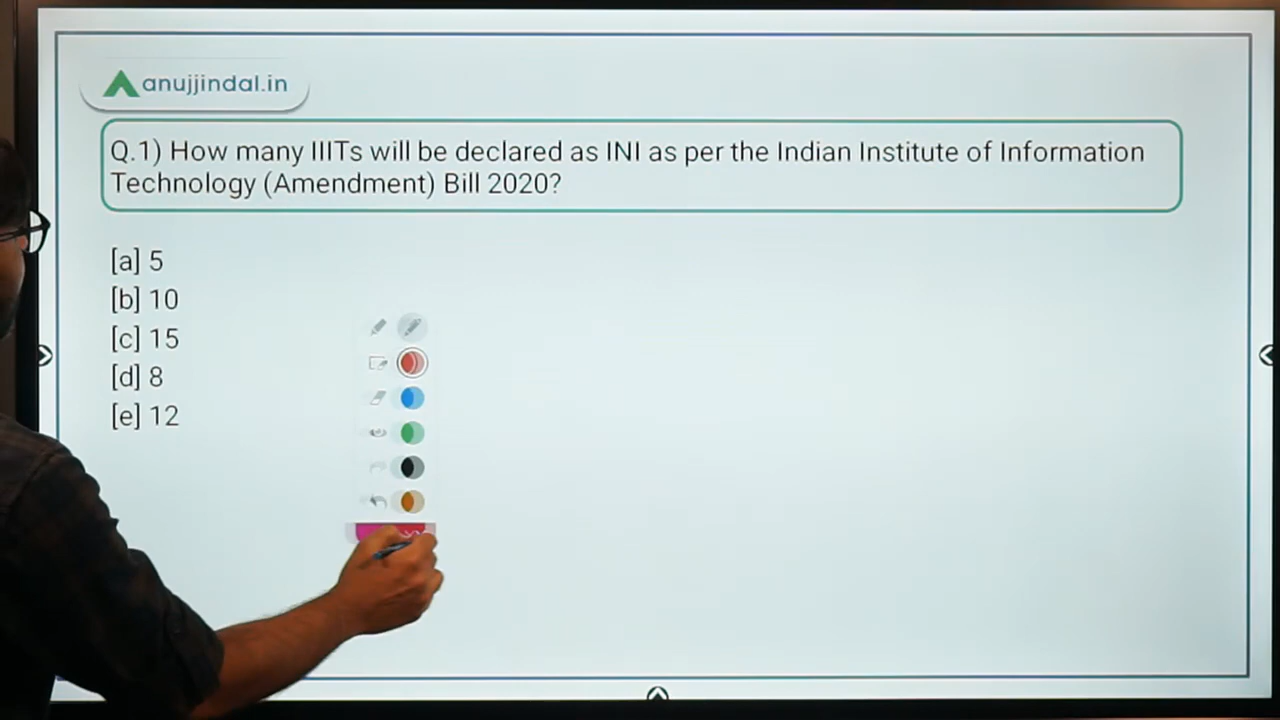 anujjindal.in
Q.1) How many IIITs will be declared as INI as per the Indian Institute of Information
Technology (Amendment) Bill 2020?
[a] 5
[b] 10
[c] 15
[d] 8
[e] 12